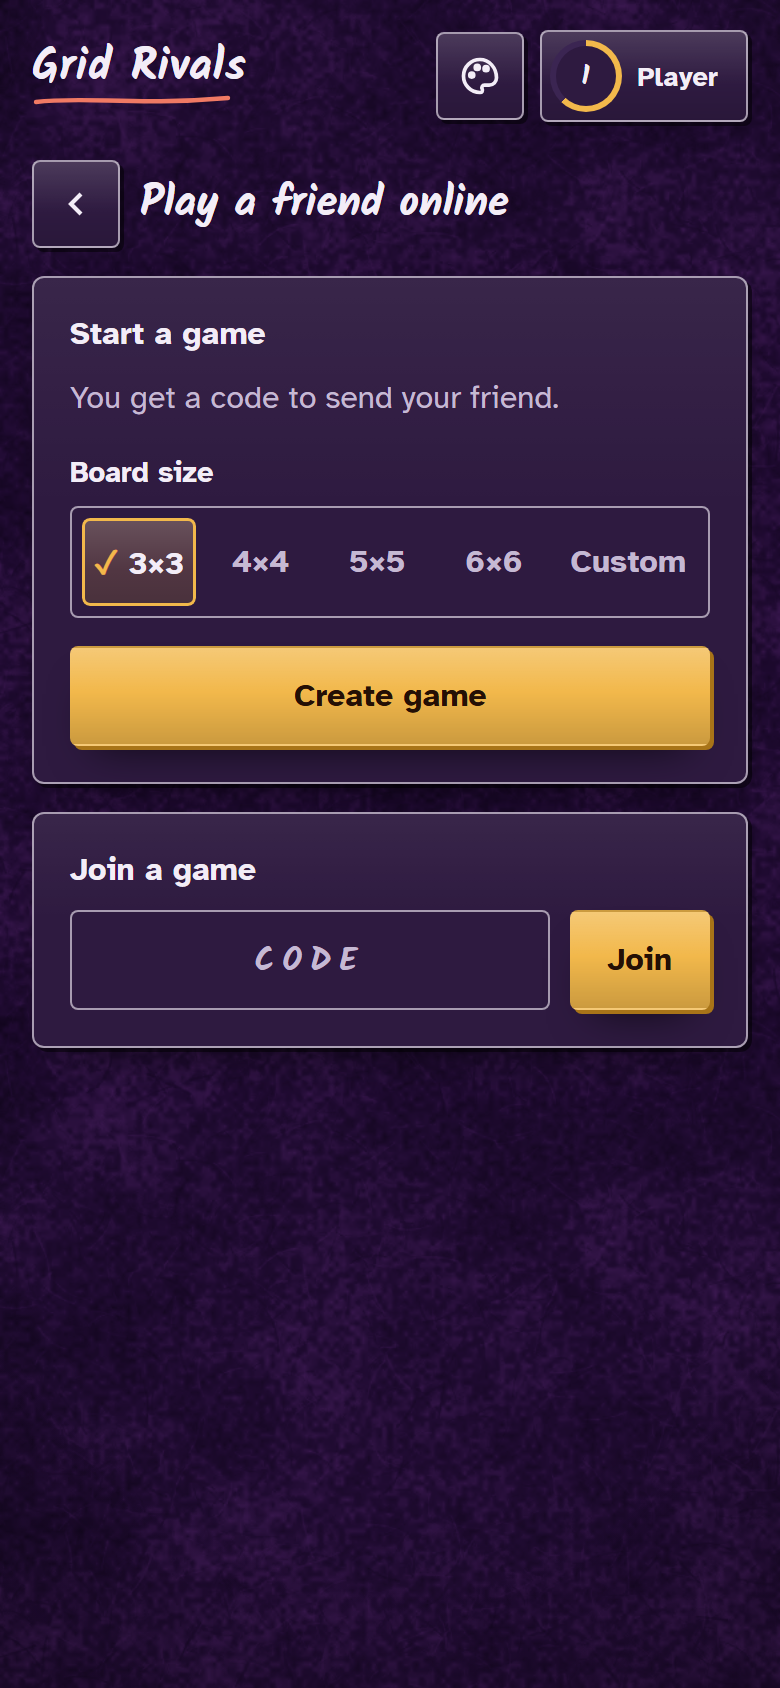 Grid Rivals
1
Player
Play a friend online
Start a game
You get a code to send your friend.
Board size
✓ 3×3 4×4 5×5 6×6 Custom
Create game
Join a game
CODE
Join